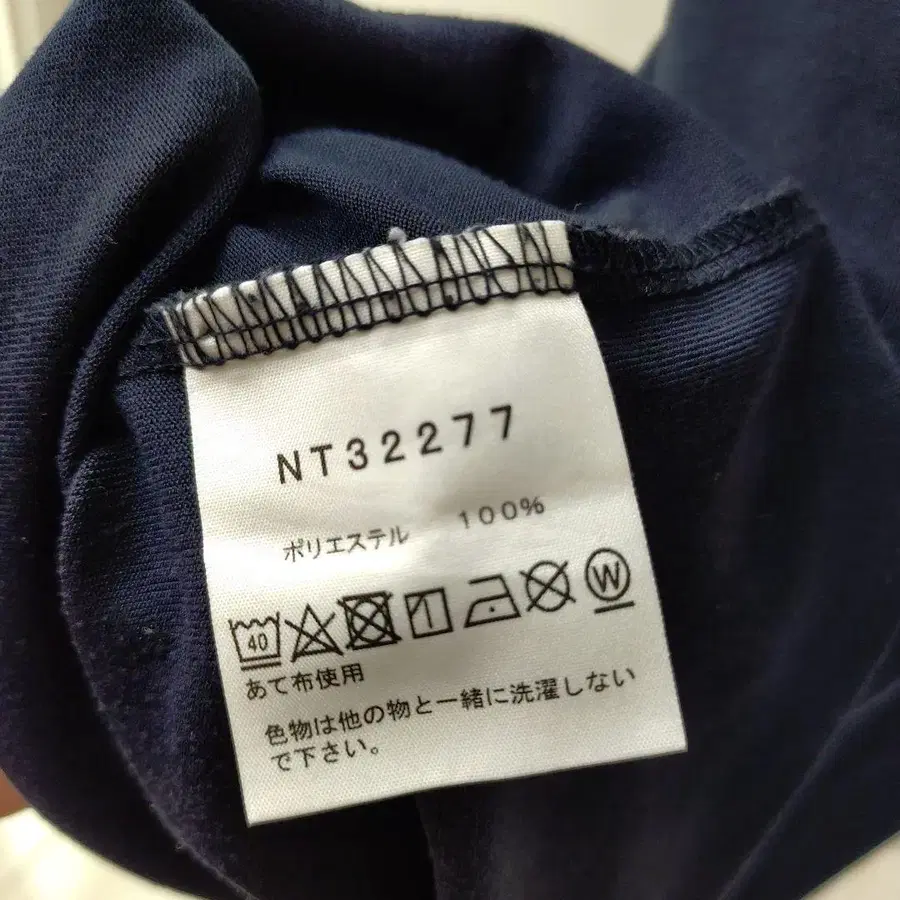 NT32277
ポリエステル 100%
40 W
あて布使用
色物は他の物と一緒に洗濯しない
で下さい。